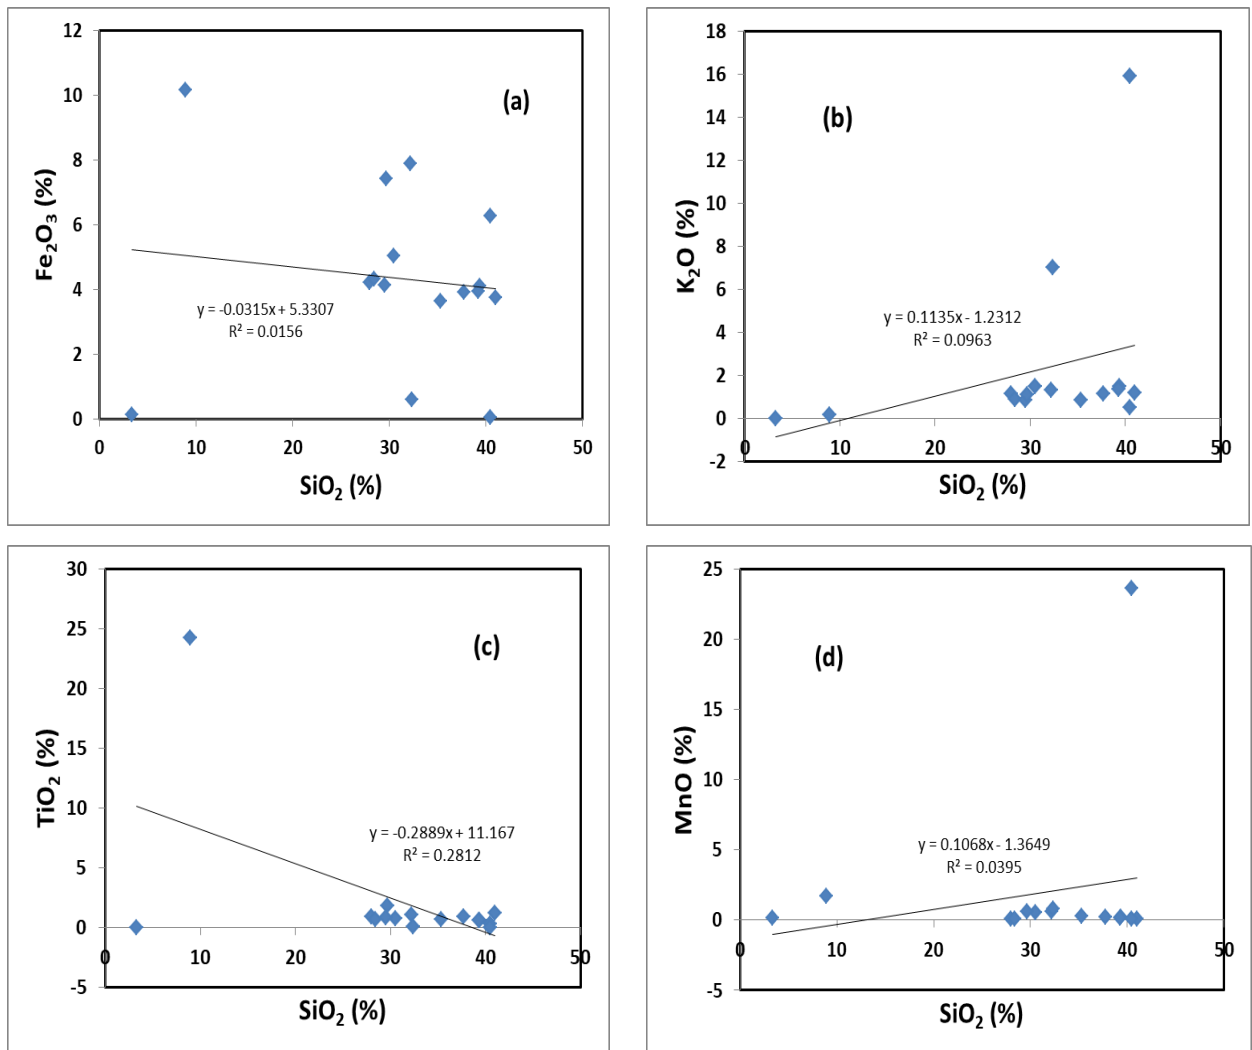 12
10
8
6
4
2
0
Fe₂O₃ (%)
(a)
y = -0.0315x + 5.3307
R² = 0.0156
0 10 20 30 40 50
SiO₂ (%)
18
16
14
12
10
8
6
4
2
0
-2
K₂O (%)
(b)
y = 0.1135x - 1.2312
R² = 0.0963
0 10 20 30 40 50
SiO₂ (%)
30
25
20
15
10
5
0
-5
TiO₂ (%)
(c)
y = -0.2889x + 11.167
R² = 0.2812
0 10 20 30 40 50
SiO₂ (%)
25
20
15
10
5
0
-5
MnO (%)
(d)
y = 0.1068x - 1.3649
R² = 0.0395
0 10 20 30 40 50
SiO₂ (%)